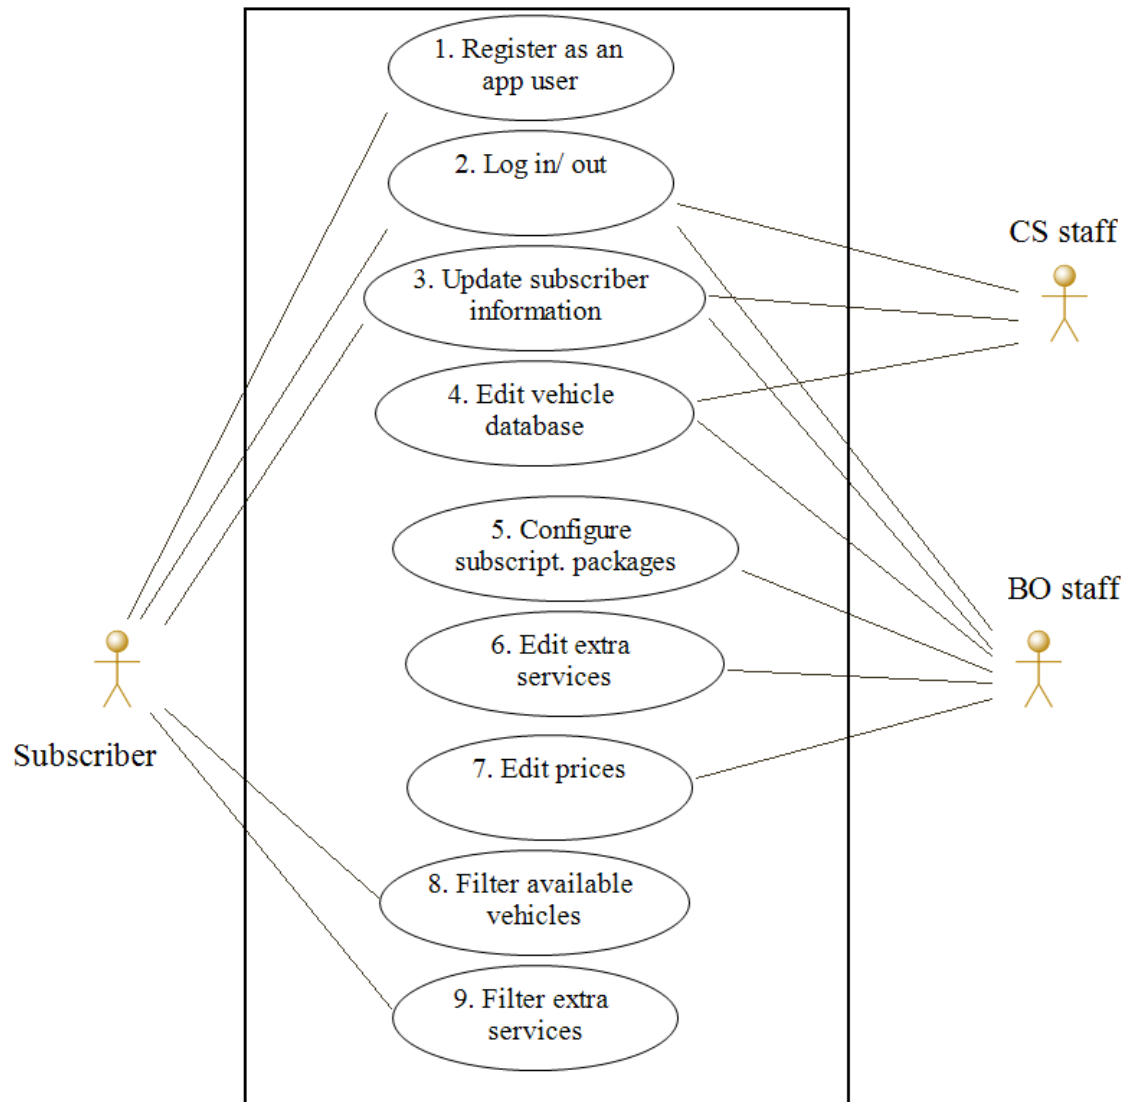 1. Register as an
app user
2. Log in/ out
CS staff
3. Update subscriber
information
4. Edit vehicle
database
5. Configure
subscript. packages
BO staff
6. Edit extra
services
Subscriber
7. Edit prices
8. Filter available
vehicles
9. Filter extra
services